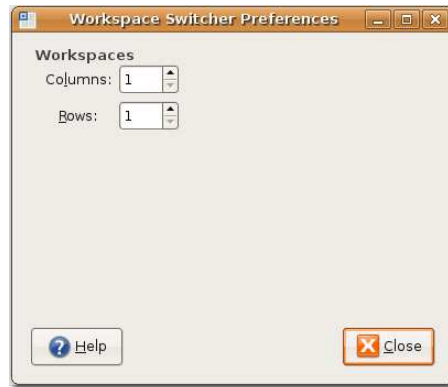 Workspace Switcher Preferences
Workspaces
Columns: 1
Rows: 1
Help
Close